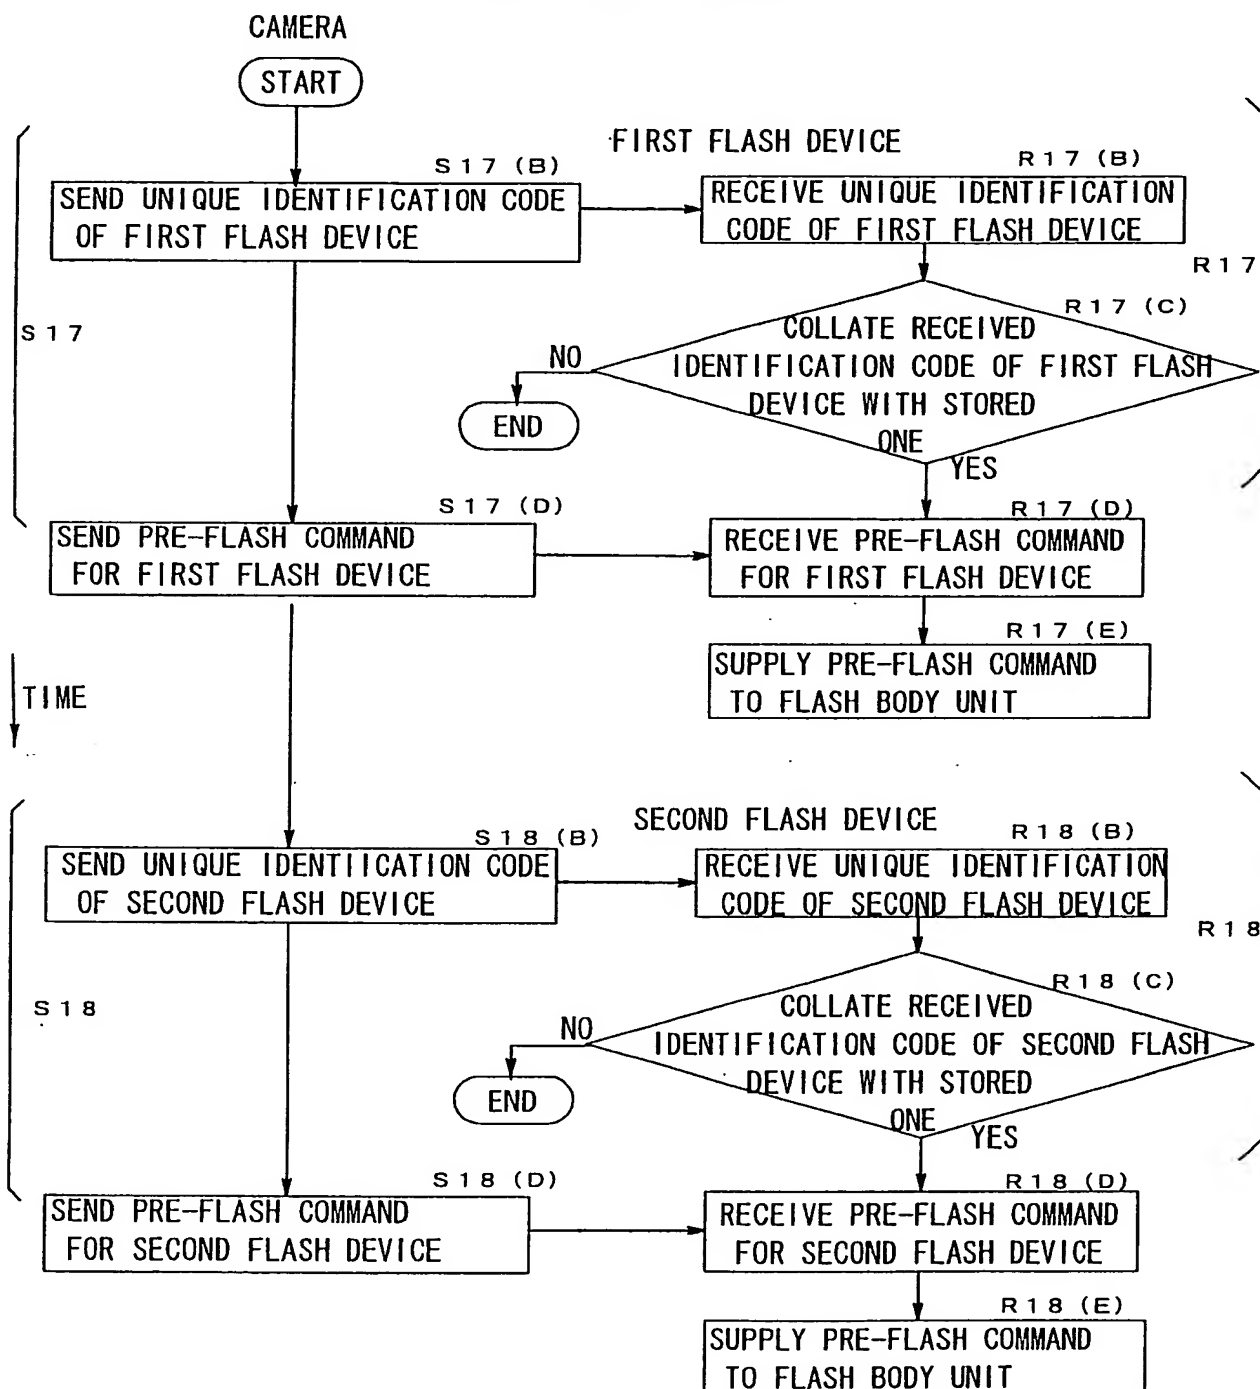 CAMERA
START
FIRST FLASH DEVICE
S17 (B)
R17 (B)
SEND UNIQUE IDENTIFICATION CODE
OF FIRST FLASH DEVICE
RECEIVE UNIQUE IDENTIFICATION
CODE OF FIRST FLASH DEVICE
R17
S17
R17 (C)
COLLATE RECEIVED
IDENTIFICATION CODE OF FIRST FLASH
DEVICE WITH STORED
ONE
NO
END
YES
S17 (D)
R17 (D)
SEND PRE-FLASH COMMAND
FOR FIRST FLASH DEVICE
RECEIVE PRE-FLASH COMMAND
FOR FIRST FLASH DEVICE
R17 (E)
SUPPLY PRE-FLASH COMMAND
TO FLASH BODY UNIT
TIME
SECOND FLASH DEVICE
S18 (B)
R18 (B)
SEND UNIQUE IDENTIICATION CODE
OF SECOND FLASH DEVICE
RECEIVE UNIQUE IDENTIFICATION
CODE OF SECOND FLASH DEVICE
R18
S18
R18 (C)
COLLATE RECEIVED
IDENTIFICATION CODE OF SECOND FLASH
DEVICE WITH STORED
ONE
NO
END
YES
S18 (D)
R18 (D)
SEND PRE-FLASH COMMAND
FOR SECOND FLASH DEVICE
RECEIVE PRE-FLASH COMMAND
FOR SECOND FLASH DEVICE
R18 (E)
SUPPLY PRE-FLASH COMMAND
TO FLASH BODY UNIT